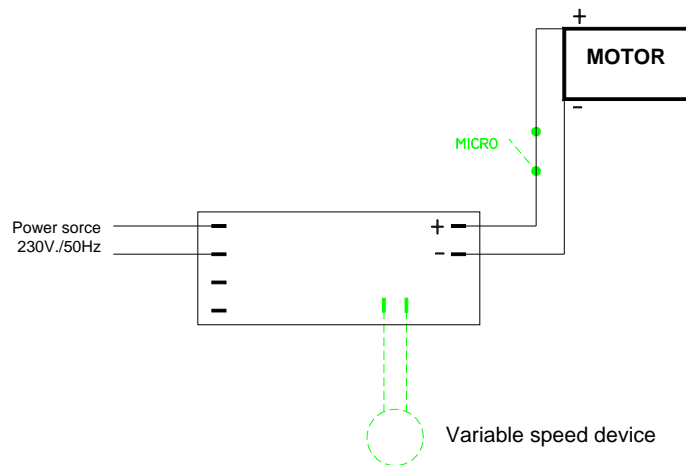 +
MOTOR
-
MICRO
Power sorce
230V./50Hz
+
-
Variable speed device